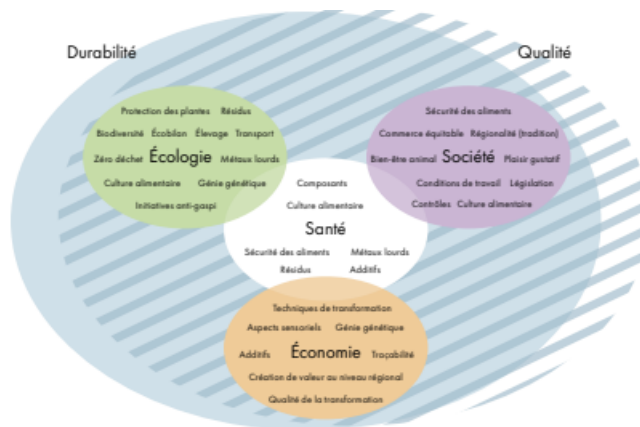 Durabilité
Qualité
Protection des plantes Résidus
Biodiversité Écobilan Élevage Transport
Zéro déchet Écologie Métaux lourds
Culture alimentaire Génie génétique
Initiatives anti-gaspi
Sécurité des aliments
Commerce équitable Régionalité (tradition)
Bien-être animal Société Plaisir gustatif
Conditions de travail Législation
Contrôles Culture alimentaire
Composants
Culture alimentaire
Santé
Sécurité des aliments Métaux lourds
Résidus Additifs
Techniques de transformation
Aspects sensoriels Génie génétique
Additifs Économie Traçabilité
Création de valeur au niveau régional
Qualité de la transformation